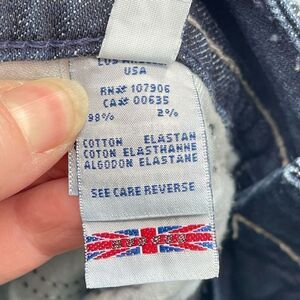 LOS ANGELES
USA
RN# 107906
CA# 00635
98% 2%
COTTON ELASTAN
COTON ELASTHANNE
ALGODON ELASTANE
SEE CARE REVERSE